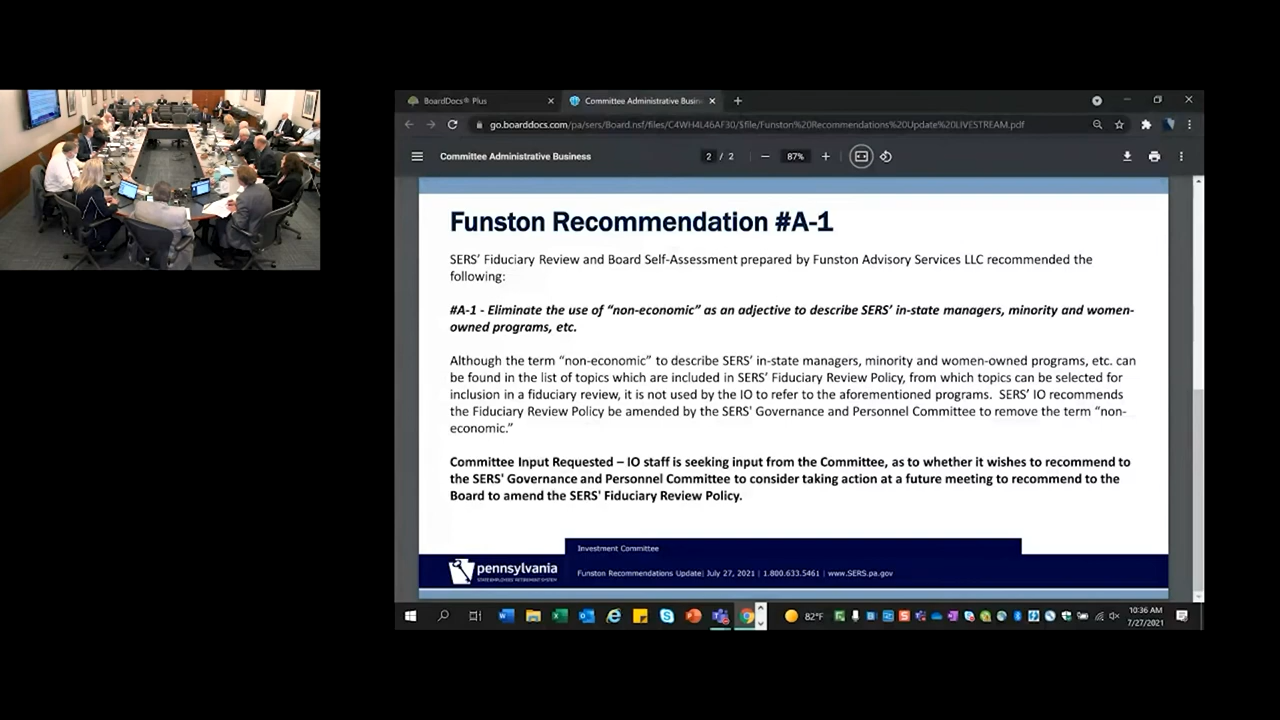 BoardDocs® Plus
Committee Administrative Busin
go.boarddocs.com/pa/sers/Board.nsf/files/C4WH4L46AF30/$file/Funston%20Recommendations%20Update%20LIVESTREAM.pdf
Committee Administrative Business
2 / 2
87%
Funston Recommendation #A-1
SERS' Fiduciary Review and Board Self-Assessment prepared by Funston Advisory Services LLC recommended the
following:
#A-1 - Eliminate the use of "non-economic" as an adjective to describe SERS' in-state managers, minority and women-
owned programs, etc.
Although the term "non-economic" to describe SERS' in-state managers, minority and women-owned programs, etc. can
be found in the list of topics which are included in SERS' Fiduciary Review Policy, from which topics can be selected for
inclusion in a fiduciary review, it is not used by the IO to refer to the aforementioned programs. SERS' IO recommends
the Fiduciary Review Policy be amended by the SERS' Governance and Personnel Committee to remove the term "non-
economic."
Committee Input Requested – IO staff is seeking input from the Committee, as to whether it wishes to recommend to
the SERS' Governance and Personnel Committee to consider taking action at a future meeting to recommend to the
Board to amend the SERS' Fiduciary Review Policy.
Investment Committee
pennsylvania
STATE EMPLOYEES' RETIREMENT SYSTEM
Funston Recommendations Update| July 27, 2021 | 1.800.633.5461 | www.SERS.pa.gov
82°F
10:36 AM
7/27/2021